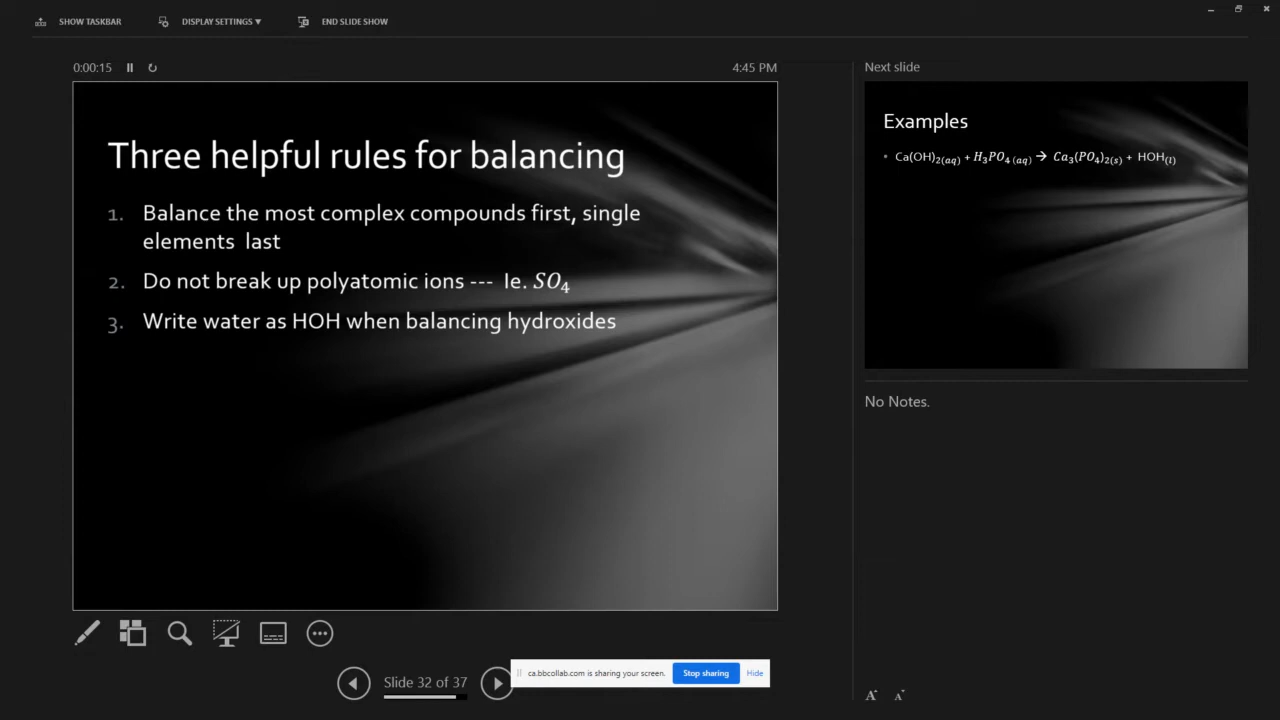 SHOW TASKBAR DISPLAY SETTINGS ▼ END SLIDE SHOW
0:00:15 4:45 PM
Three helpful rules for balancing
1. Balance the most complex compounds first, single
elements last
2. Do not break up polyatomic ions --- Ie. SO₄
3. Write water as HOH when balancing hydroxides
Next slide
Examples
• Ca(OH)₂₍aq₎ + H₃PO₄ ₍aq₎ → Ca₃(PO₄)₂₍s₎ + HOH₍l₎
No Notes.
Slide 32 of 37
ca.bbcollab.com is sharing your screen. Stop sharing Hide
A A